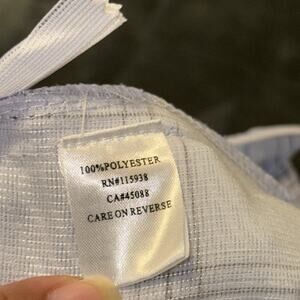 100%POLYESTER
RN#115938
CA#45088
CARE ON REVERSE